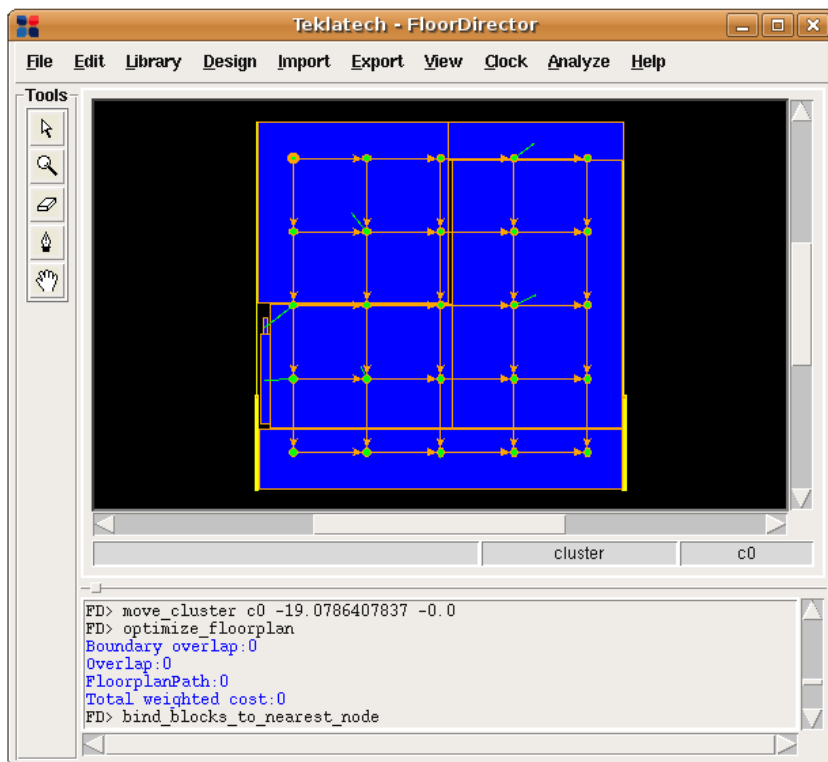 Teklatech - FloorDirector
File Edit Library Design Import Export View Clock Analyze Help
Tools
cluster c0
FD> move_cluster c0 -19.0786407837 -0.0
FD> optimize_floorplan
Boundary overlap:0
Overlap:0
FloorplanPath:0
Total weighted cost:0
FD> bind_blocks_to_nearest_node